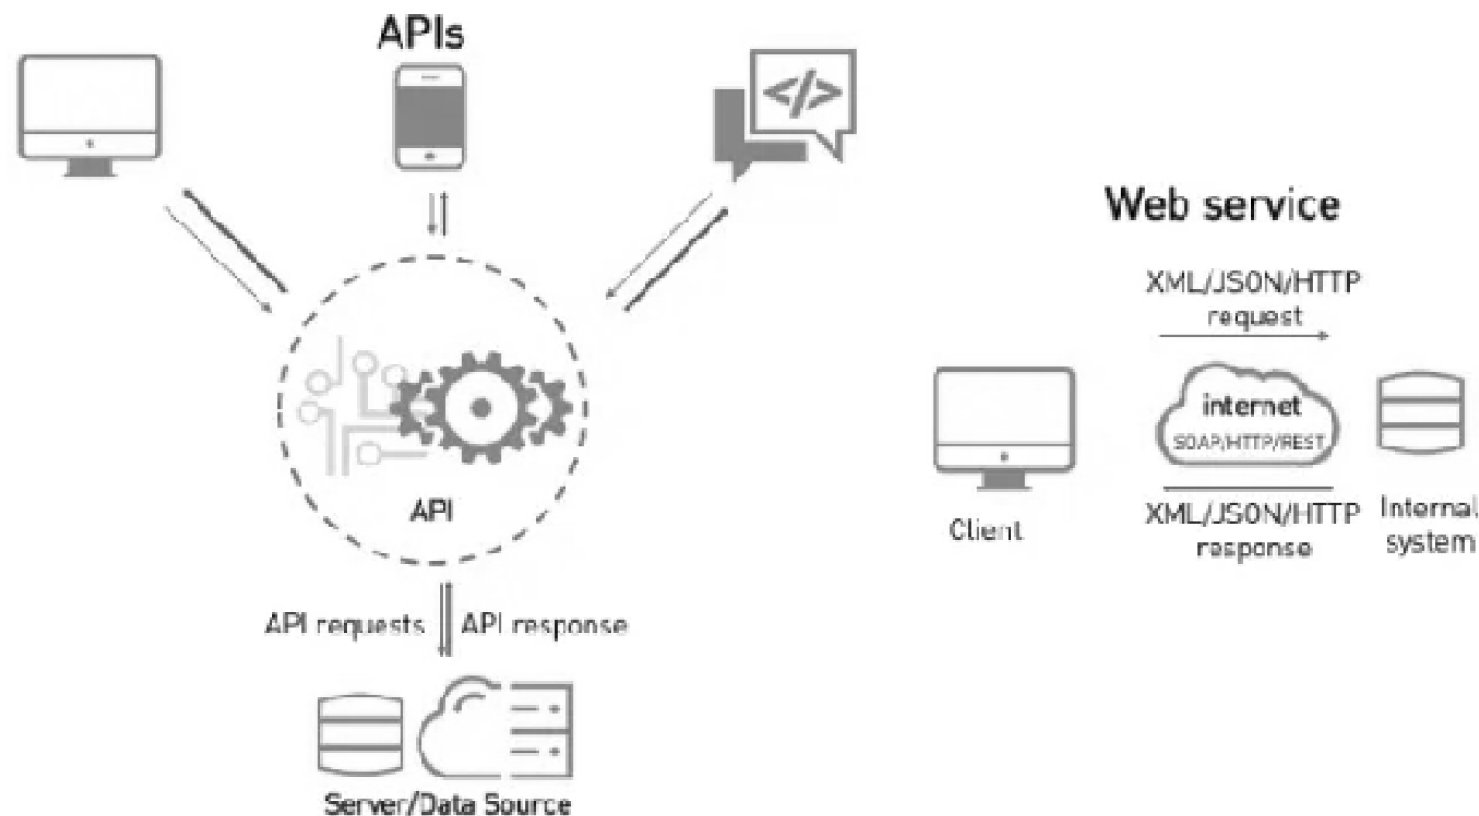 APIs
</>
API
API requests
API response
Server/Data Source
Web service
XML/JSON/HTTP
request
internet
SOAP/HTTP/REST
Client
XML/JSON/HTTP
response
Internal
system